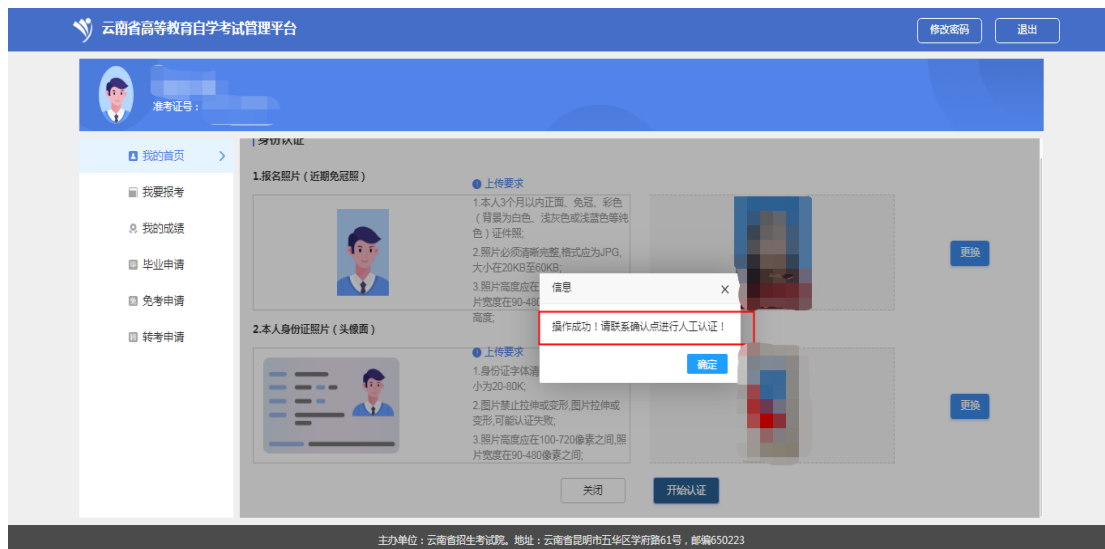 云南省高等教育自学考试管理平台
修改密码
退出
准考证号：
我的首页
我要报考
我的成绩
毕业申请
免考申请
转考申请
身份认证
1.报名照片（近期免冠照）
上传要求
1.本人3个月以内正面、免冠、彩色
（背景为白色、浅灰色或浅蓝色等纯
色）证件照;
2.照片必须清晰完整,格式应为JPG,
大小在20KB至60KB;
3.照片高度应在
片宽度在90-480
高度;
更换
信息
操作成功！请联系确认点进行人工认证！
确定
2.本人身份证照片（头像面）
上传要求
1.身份证字体清
小为20-80K;
2.图片禁止拉伸或变形,图片拉伸或
变形,可能认证失败;
3.照片高度应在100-720像素之间,照
片宽度在90-480像素之间;
更换
关闭
开始认证
主办单位：云南省招生考试院。地址：云南省昆明市五华区学府路61号，邮编650223